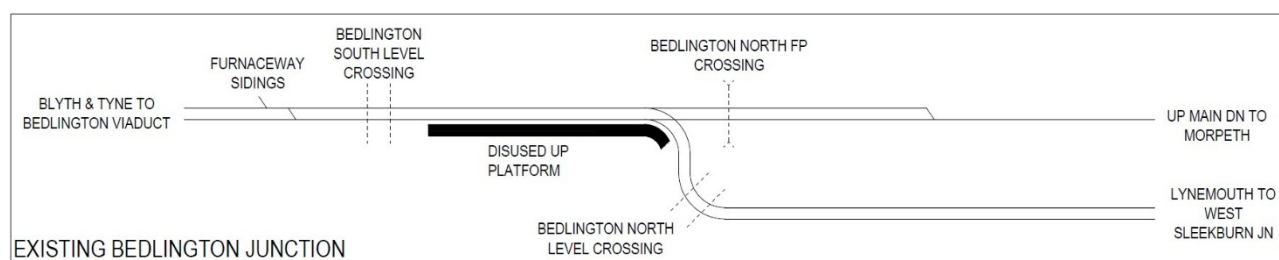 BEDLINGTON
SOUTH LEVEL
CROSSING
BEDLINGTON NORTH FP
CROSSING
FURNACEWAY
SIDINGS
BLYTH & TYNE TO
BEDLINGTON VIADUCT
UP MAIN DN TO
MORPETH
DISUSED UP
PLATFORM
LYNEMOUTH TO
WEST
SLEEKBURN JN
BEDLINGTON NORTH
LEVEL CROSSING
EXISTING BEDLINGTON JUNCTION